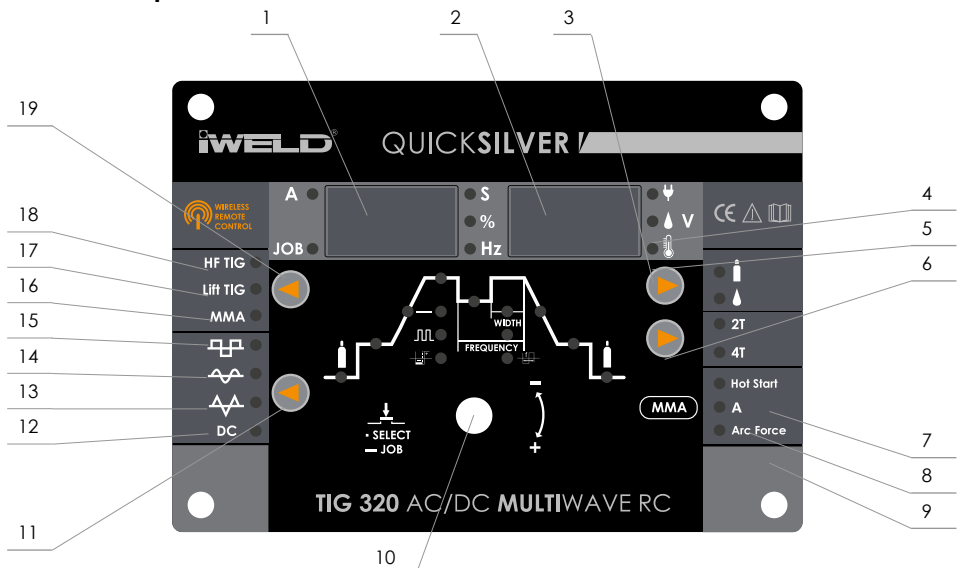 1 2 3
19
iWELD® QUICKSILVER
A S
WIRELESS
REMOTE
CONTROL
% V CE
JOB Hz
4
18
HF TIG
5
17
Lift TIG
6
16
MMA
WIDTH
2T
15
FREQUENCY
4T
14
Hot Start
13
MMA
A
• SELECT
— JOB
- +
12
DC
Arc Force
7
8
9
TIG 320 AC/DC MULTIWAVE RC
11
10